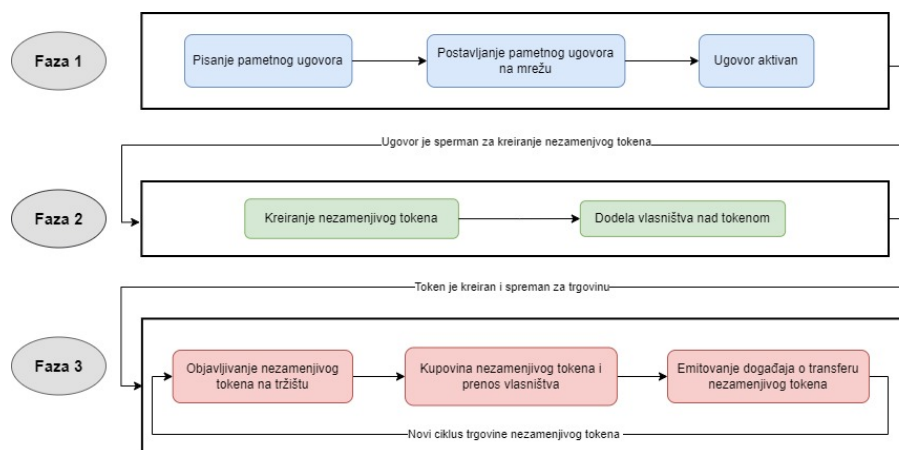 Faza 1
Pisanje pametnog ugovora
Postavljanje pametnog ugovora
na mrežu
Ugovor aktivan
Ugovor je sperman za kreiranje nezamenjvog tokena
Faza 2
Kreiranje nezamenjivog tokena
Dodela vlasništva nad tokenom
Token je kreiran i spreman za trgovinu
Faza 3
Objavljivanje nezamenjivog
tokena na tržištu
Kupovina nezamenjivog tokena i
prenos vlasništva
Emitovanje događaja o transferu
nezamenjivog tokena
Novi ciklus trgovine nezamenjivog tokena